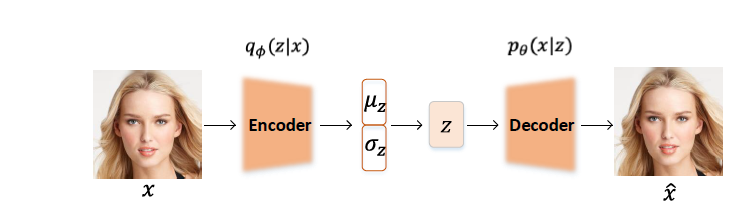 qϕ(z|x)
pθ(x|z)
Encoder
μz
σz
z
Decoder
x
x̂